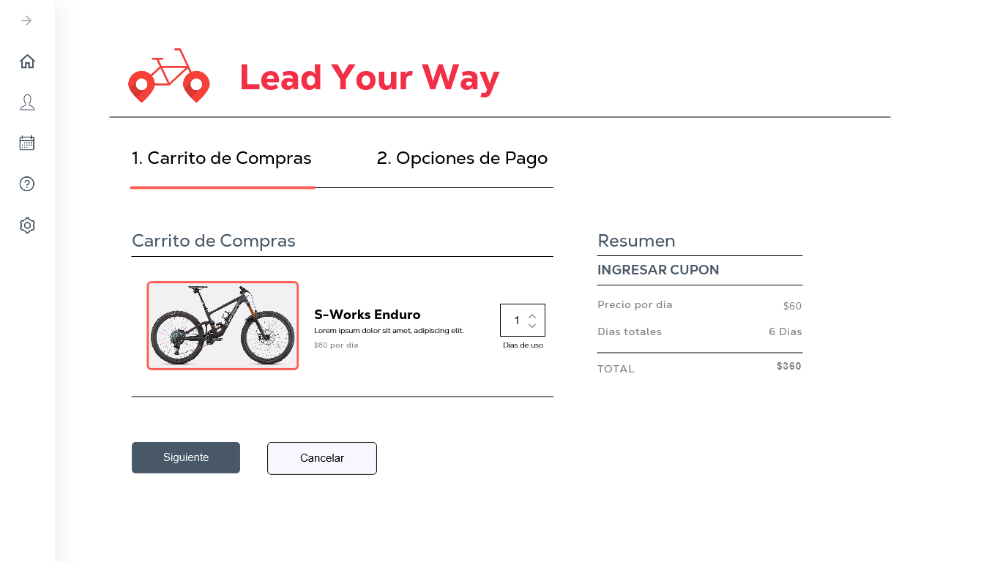 Lead Your Way
1. Carrito de Compras
2. Opciones de Pago
Carrito de Compras
S-Works Enduro
Lorem ipsum dolor sit amet, adipiscing elit.
$60 por dia
1
Dias de uso
Resumen
INGRESAR CUPON
Precio por dia $60
Dias totales 6 Dias
TOTAL $360
Siguiente
Cancelar